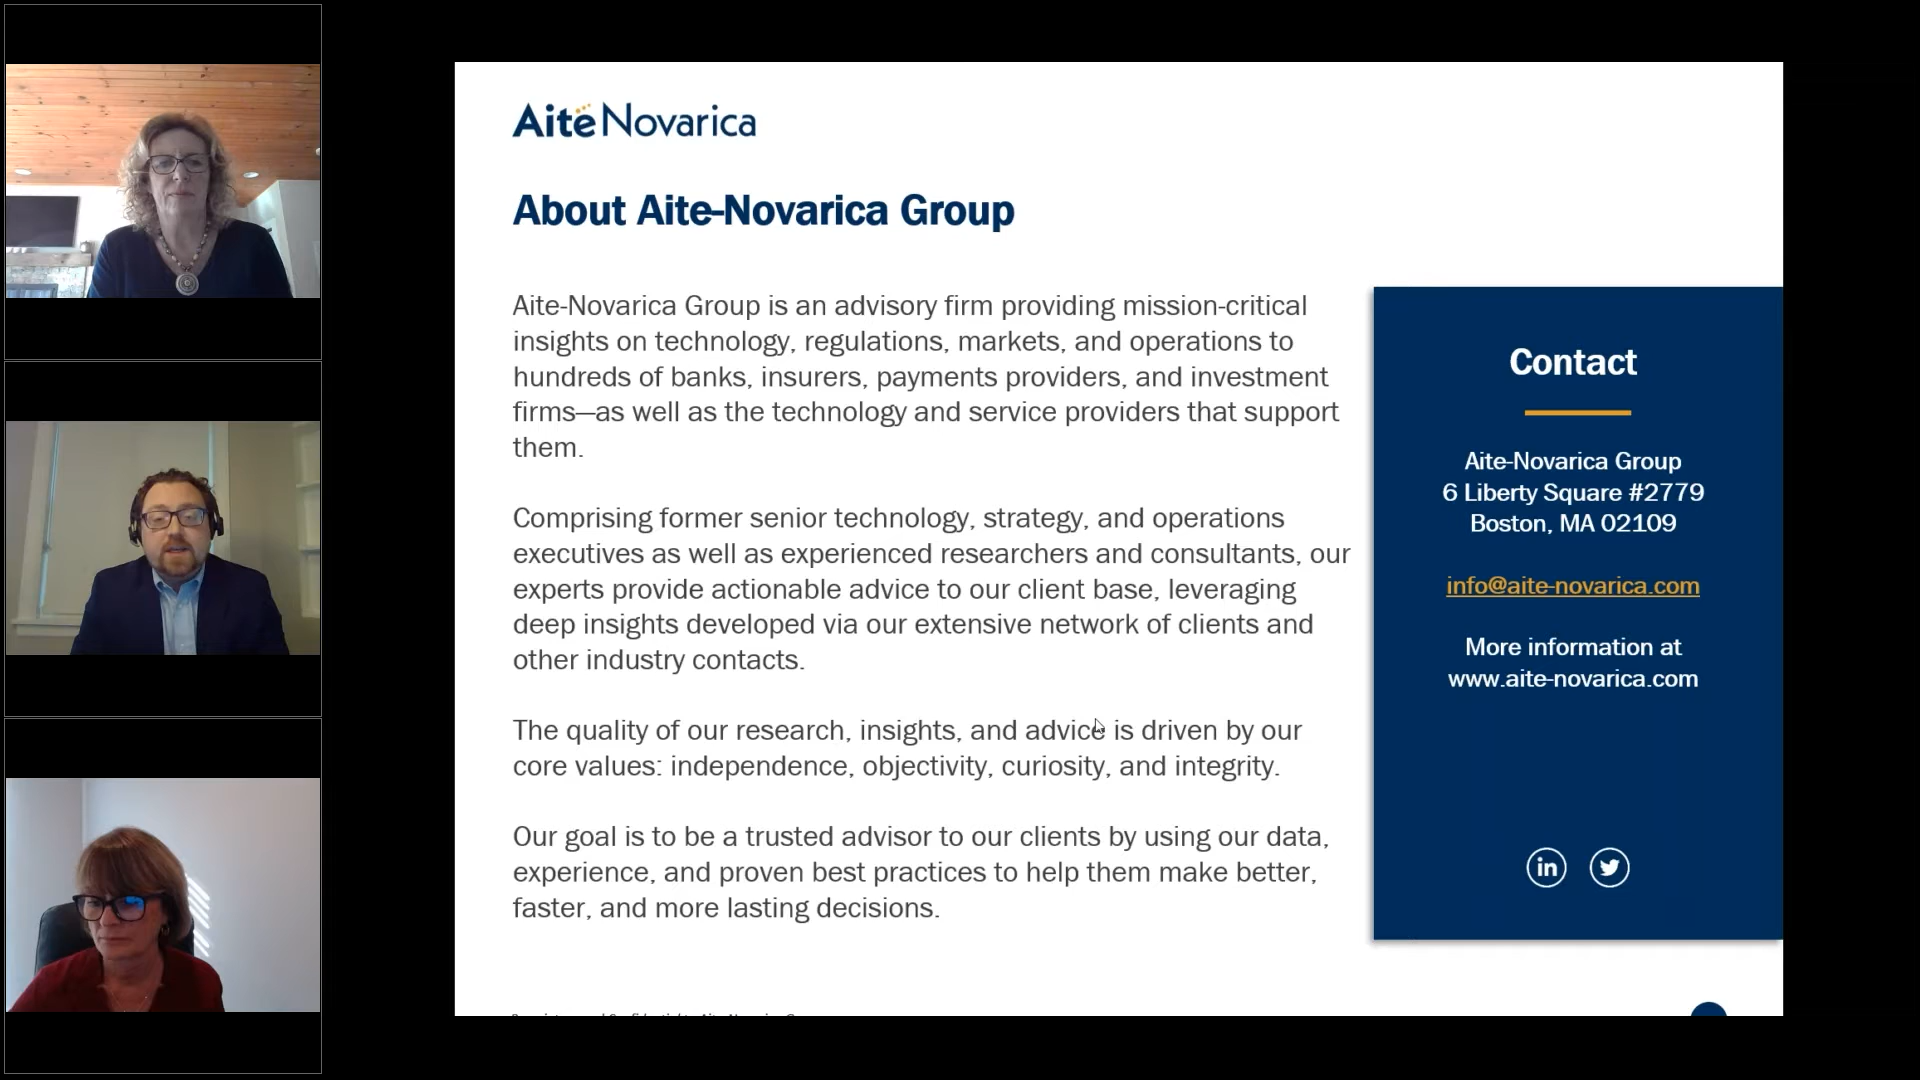 Aite Novarica
About Aite-Novarica Group
Aite-Novarica Group is an advisory firm providing mission-critical
insights on technology, regulations, markets, and operations to
hundreds of banks, insurers, payments providers, and investment
firms—as well as the technology and service providers that support
them.
Comprising former senior technology, strategy, and operations
executives as well as experienced researchers and consultants, our
experts provide actionable advice to our client base, leveraging
deep insights developed via our extensive network of clients and
other industry contacts.
The quality of our research, insights, and advice is driven by our
core values: independence, objectivity, curiosity, and integrity.
Our goal is to be a trusted advisor to our clients by using our data,
experience, and proven best practices to help them make better,
faster, and more lasting decisions.
Contact
Aite-Novarica Group
6 Liberty Square #2779
Boston, MA 02109
info@aite-novarica.com
More information at
www.aite-novarica.com
in